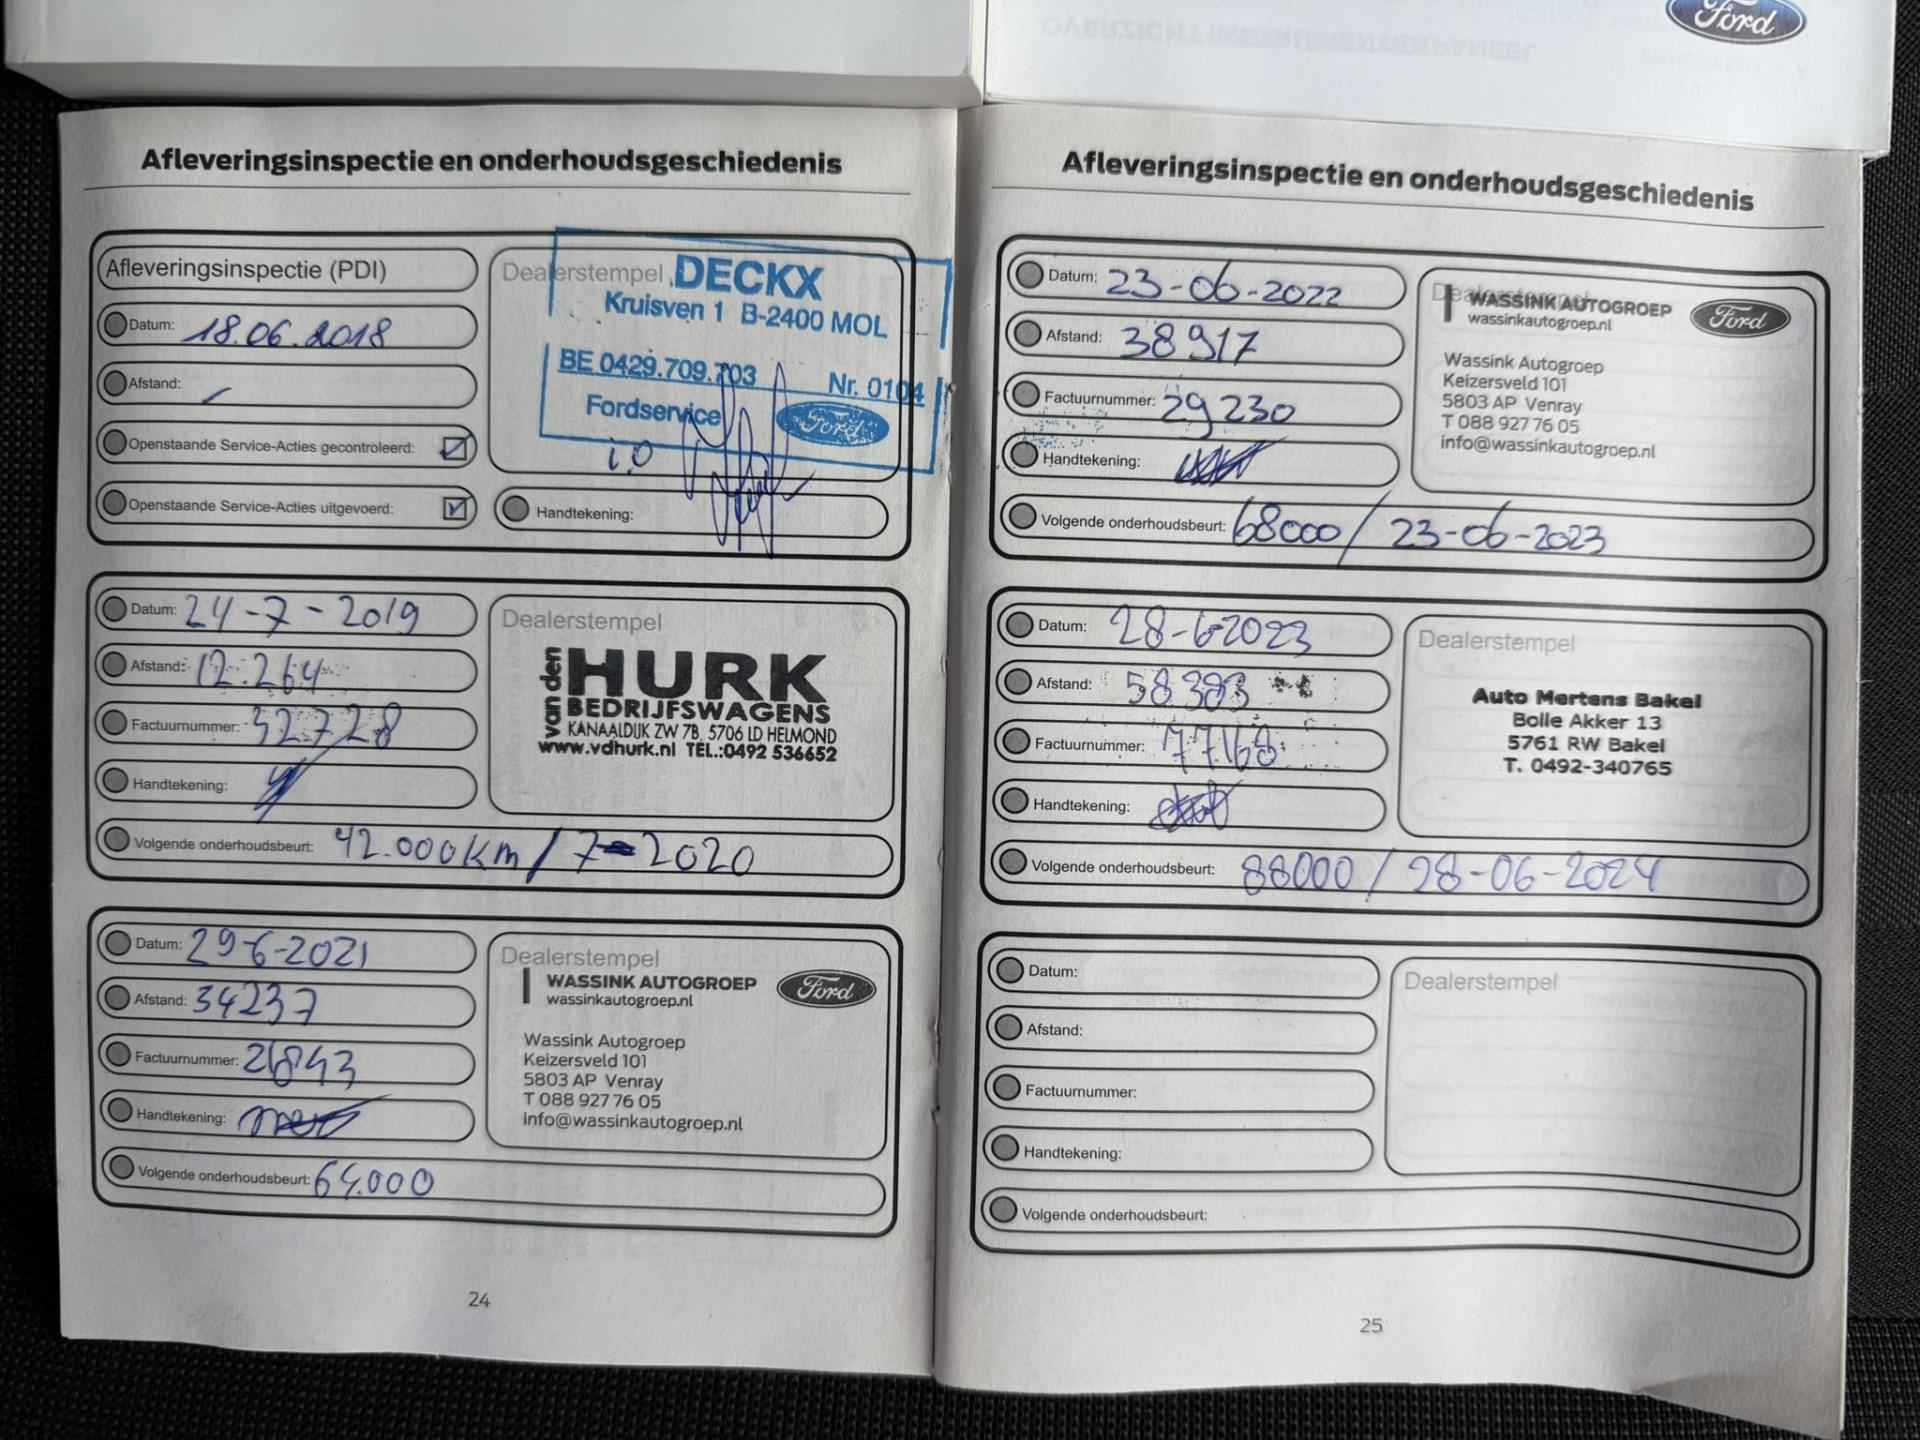 Ford
Afleveringsinspectie en onderhoudsgeschiedenis
Afleveringsinspectie (PDI)
Datum: 18.06.2018
Afstand:
Openstaande Service-Acties gecontroleerd:
Openstaande Service-Acties uitgevoerd:
Dealerstempel
DECKX
Kruisven 1 B-2400 MOL
BE 0429.709.703 Nr. 0104
Fordservice Ford
i.o
Handtekening:
Datum: 24-7-2019
Afstand: 12.264
Factuurnummer: 32728
Handtekening:
Dealerstempel
van den HURK
BEDRIJFSWAGENS
KANAALDIJK ZW 7B, 5706 LD HELMOND
www.vdhurk.nl TEL.:0492 536652
Volgende onderhoudsbeurt: 42.000km / 7-2020
Datum: 29-6-2021
Afstand: 34237
Factuurnummer: 26843
Handtekening:
Dealerstempel
WASSINK AUTOGROEP Ford
wassinkautogroep.nl
Wassink Autogroep
Keizersveld 101
5803 AP Venray
T 088 927 76 05
info@wassinkautogroep.nl
Volgende onderhoudsbeurt: 64.000
24
Afleveringsinspectie en onderhoudsgeschiedenis
Datum: 23-06-2022
Afstand: 38917
Factuurnummer: 29230
Handtekening:
Dealerstempel
WASSINK AUTOGROEP Ford
wassinkautogroep.nl
Wassink Autogroep
Keizersveld 101
5803 AP Venray
T 088 927 76 05
info@wassinkautogroep.nl
Volgende onderhoudsbeurt: 68000 / 23-06-2023
Datum: 28-6-2023
Afstand: 58383
Factuurnummer: 77168
Handtekening:
Dealerstempel
Auto Mertens Bakel
Bolle Akker 13
5761 RW Bakel
T. 0492-340765
Volgende onderhoudsbeurt: 88000 / 28-06-2024
Datum:
Afstand:
Factuurnummer:
Handtekening:
Dealerstempel
Volgende onderhoudsbeurt:
25